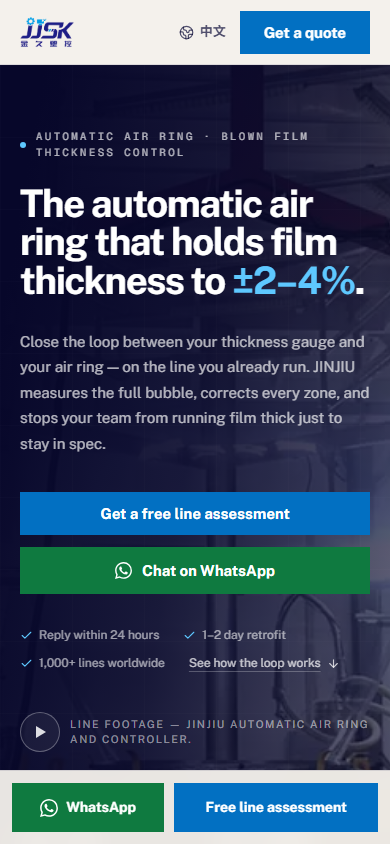 JJSK
金久塑控
中文
Get a quote
AUTOMATIC AIR RING · BLOWN FILM
THICKNESS CONTROL
The automatic air
ring that holds film
thickness to ±2–4%.
Close the loop between your thickness gauge and
your air ring — on the line you already run. JINJIU
measures the full bubble, corrects every zone, and
stops your team from running film thick just to
stay in spec.
Get a free line assessment
Chat on WhatsApp
Reply within 24 hours
1–2 day retrofit
1,000+ lines worldwide
See how the loop works ↓
LINE FOOTAGE — JINJIU AUTOMATIC AIR RING
AND CONTROLLER.
WhatsApp
Free line assessment